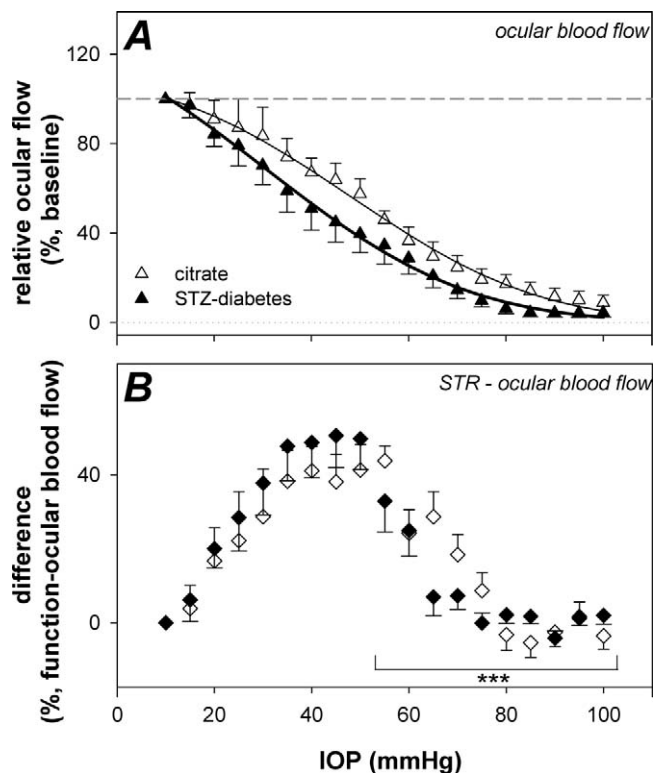 A
ocular blood flow
120
80
40
0
relative ocular flow
(%, baseline)
citrate
STZ-diabetes
B
STR - ocular blood flow
40
0
difference
(%, function-ocular blood flow)
***
0 20 40 60 80 100
IOP (mmHg)